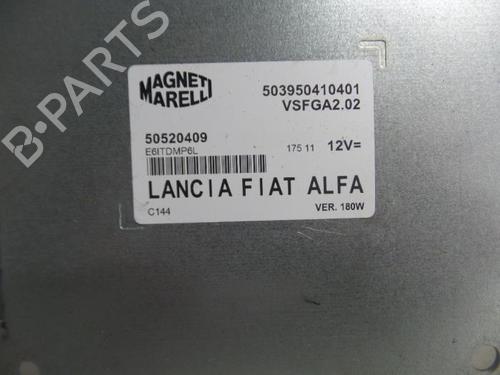 MAGNETI
MARELLI
503950410401
VSFGA2.02
50520409
E6ITDMP6L
175 11 12V=
LANCIA FIAT ALFA
C144
VER. 180W
B-PARTS